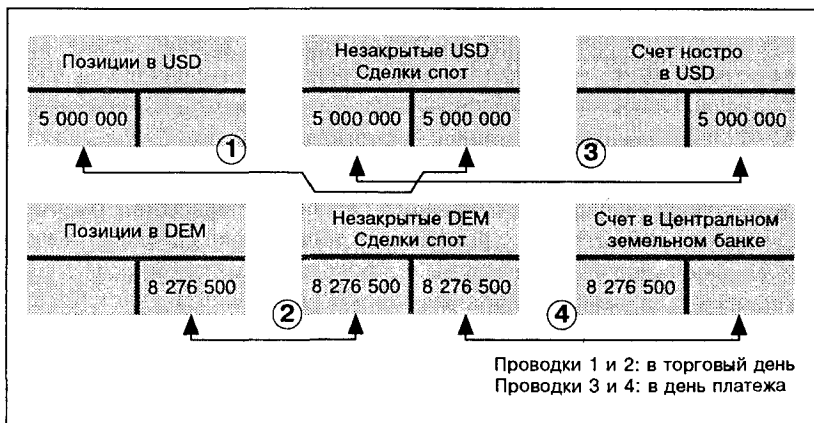 Позиции в USD
Незакрытые USD
Сделки спот
Счет ностро
в USD
5 000 000
5 000 000
5 000 000
5 000 000
1
3
Позиции в DEM
Незакрытые DEM
Сделки спот
Счет в Центральном
земельном банке
8 276 500
8 276 500
8 276 500
8 276 500
2
4
Проводки 1 и 2: в торговый день
Проводки 3 и 4: в день платежа